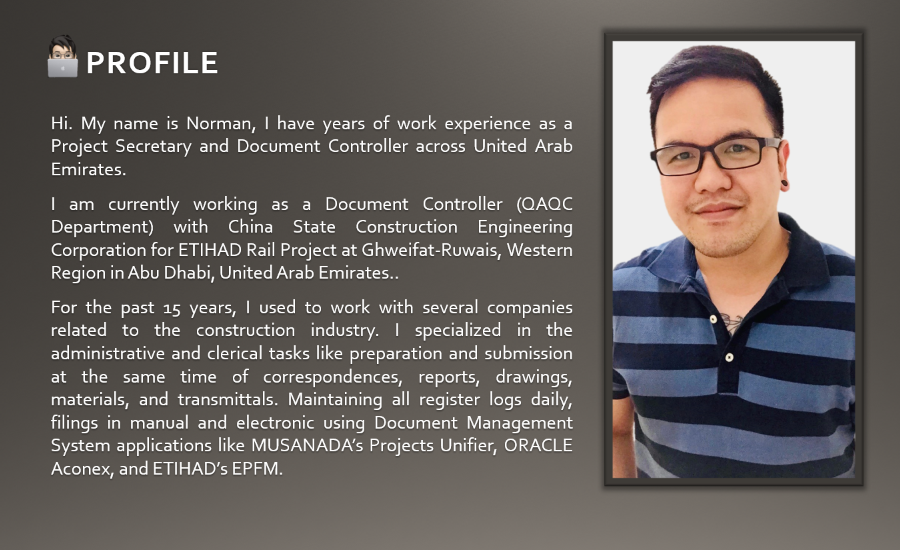 PROFILE
Hi. My name is Norman, I have years of work experience as a
Project Secretary and Document Controller across United Arab
Emirates.
I am currently working as a Document Controller (QAQC
Department) with China State Construction Engineering
Corporation for ETIHAD Rail Project at Ghweifat-Ruwais, Western
Region in Abu Dhabi, United Arab Emirates..
For the past 15 years, I used to work with several companies
related to the construction industry. I specialized in the
administrative and clerical tasks like preparation and submission
at the same time of correspondences, reports, drawings,
materials, and transmittals. Maintaining all register logs daily,
filings in manual and electronic using Document Management
System applications like MUSANADA’s Projects Unifier, ORACLE
Aconex, and ETIHAD’s EPFM.